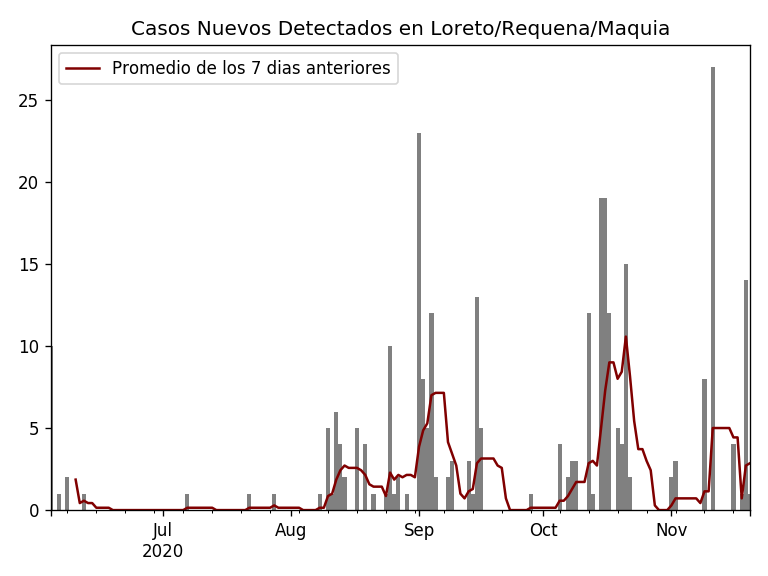 Casos Nuevos Detectados en Loreto/Requena/Maquia
Promedio de los 7 dias anteriores
25
20
15
10
5
0
Jul
2020
Aug
Sep
Oct
Nov